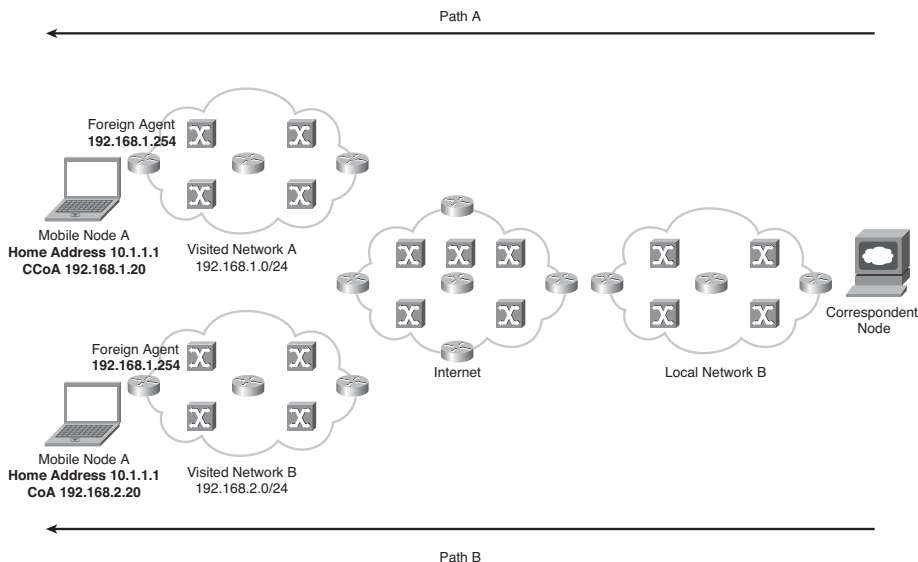 Path A
Foreign Agent
192.168.1.254
Mobile Node A
Home Address 10.1.1.1
CCoA 192.168.1.20
Visited Network A
192.168.1.0/24
Correspondent
Node
Foreign Agent
192.168.1.254
Internet
Local Network B
Mobile Node A
Home Address 10.1.1.1
CoA 192.168.2.20
Visited Network B
192.168.2.0/24
Path B